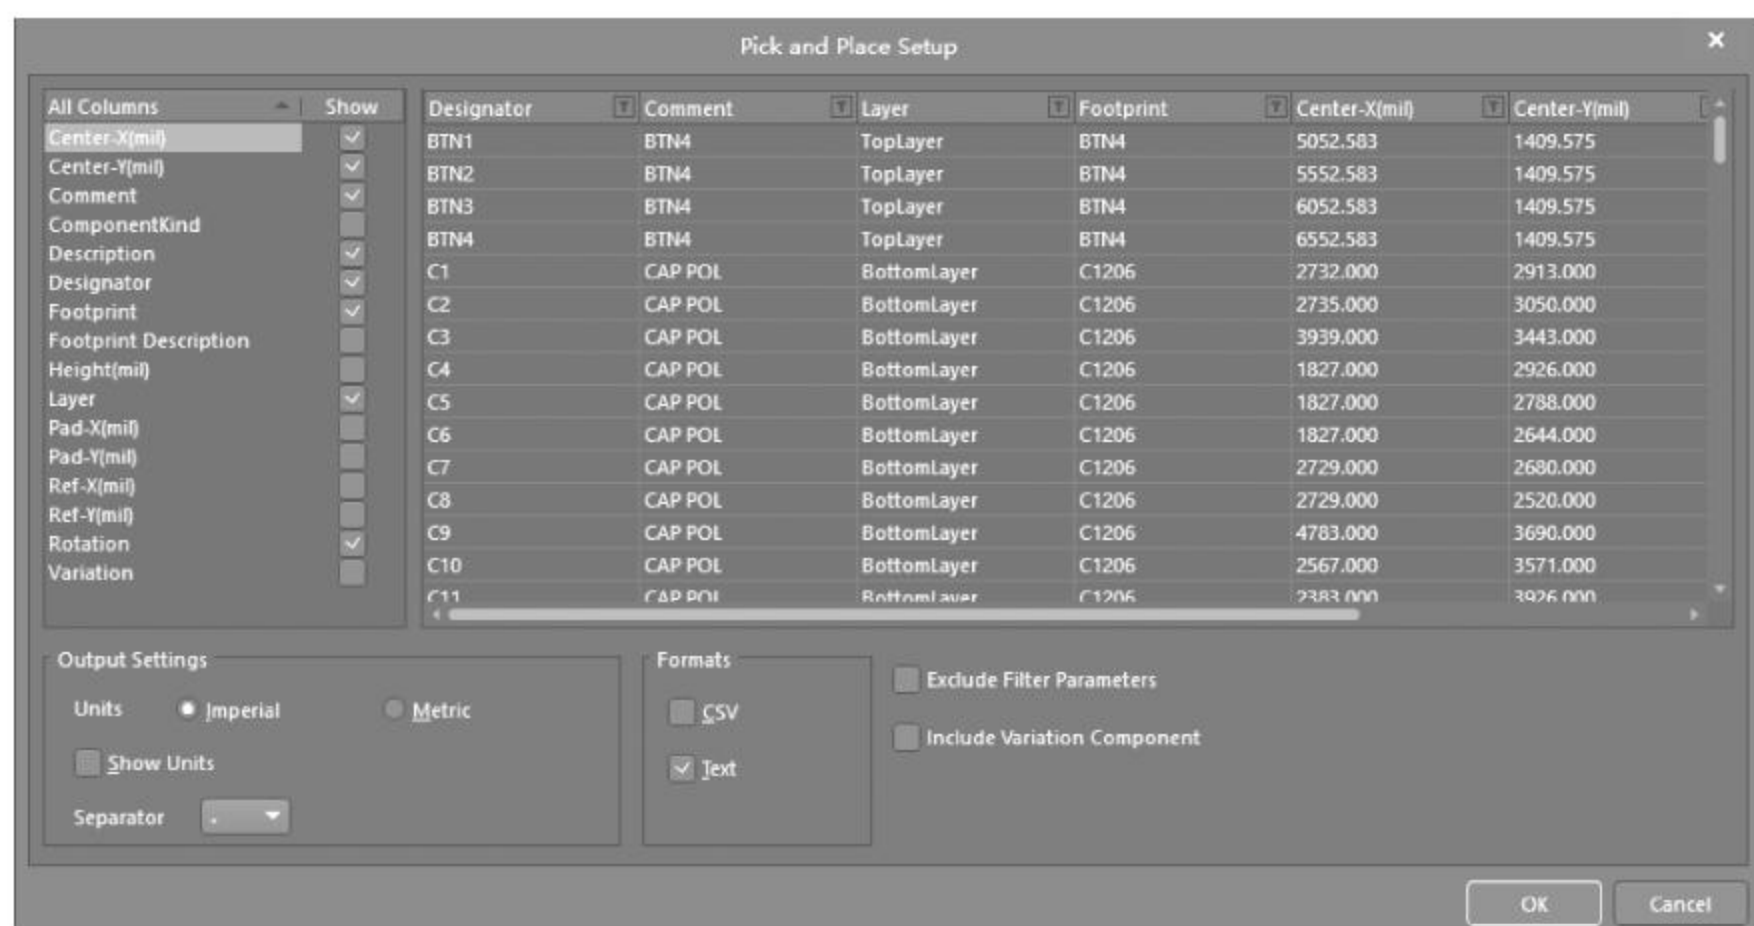 Pick and Place Setup
All Columns Show
Center-X(mil)
Center-Y(mil)
Comment
ComponentKind
Description
Designator
Footprint
Footprint Description
Height(mil)
Layer
Pad-X(mil)
Pad-Y(mil)
Ref-X(mil)
Ref-Y(mil)
Rotation
Variation
Designator Comment Layer Footprint Center-X(mil) Center-Y(mil)
BTN1 BTN4 TopLayer BTN4 5052.583 1409.575
BTN2 BTN4 TopLayer BTN4 5552.583 1409.575
BTN3 BTN4 TopLayer BTN4 6052.583 1409.575
BTN4 BTN4 TopLayer BTN4 6552.583 1409.575
C1 CAP POL BottomLayer C1206 2732.000 2913.000
C2 CAP POL BottomLayer C1206 2735.000 3050.000
C3 CAP POL BottomLayer C1206 3939.000 3443.000
C4 CAP POL BottomLayer C1206 1827.000 2926.000
C5 CAP POL BottomLayer C1206 1827.000 2788.000
C6 CAP POL BottomLayer C1206 1827.000 2644.000
C7 CAP POL BottomLayer C1206 2729.000 2680.000
C8 CAP POL BottomLayer C1206 2729.000 2520.000
C9 CAP POL BottomLayer C1206 4783.000 3690.000
C10 CAP POL BottomLayer C1206 2567.000 3571.000
C11 CAP POL BottomLayer C1206 2383.000 3926.000
Output Settings
Units Imperial Metric
Show Units
Separator .
Formats
CSV
Text
Exclude Filter Parameters
Include Variation Component
OK Cancel